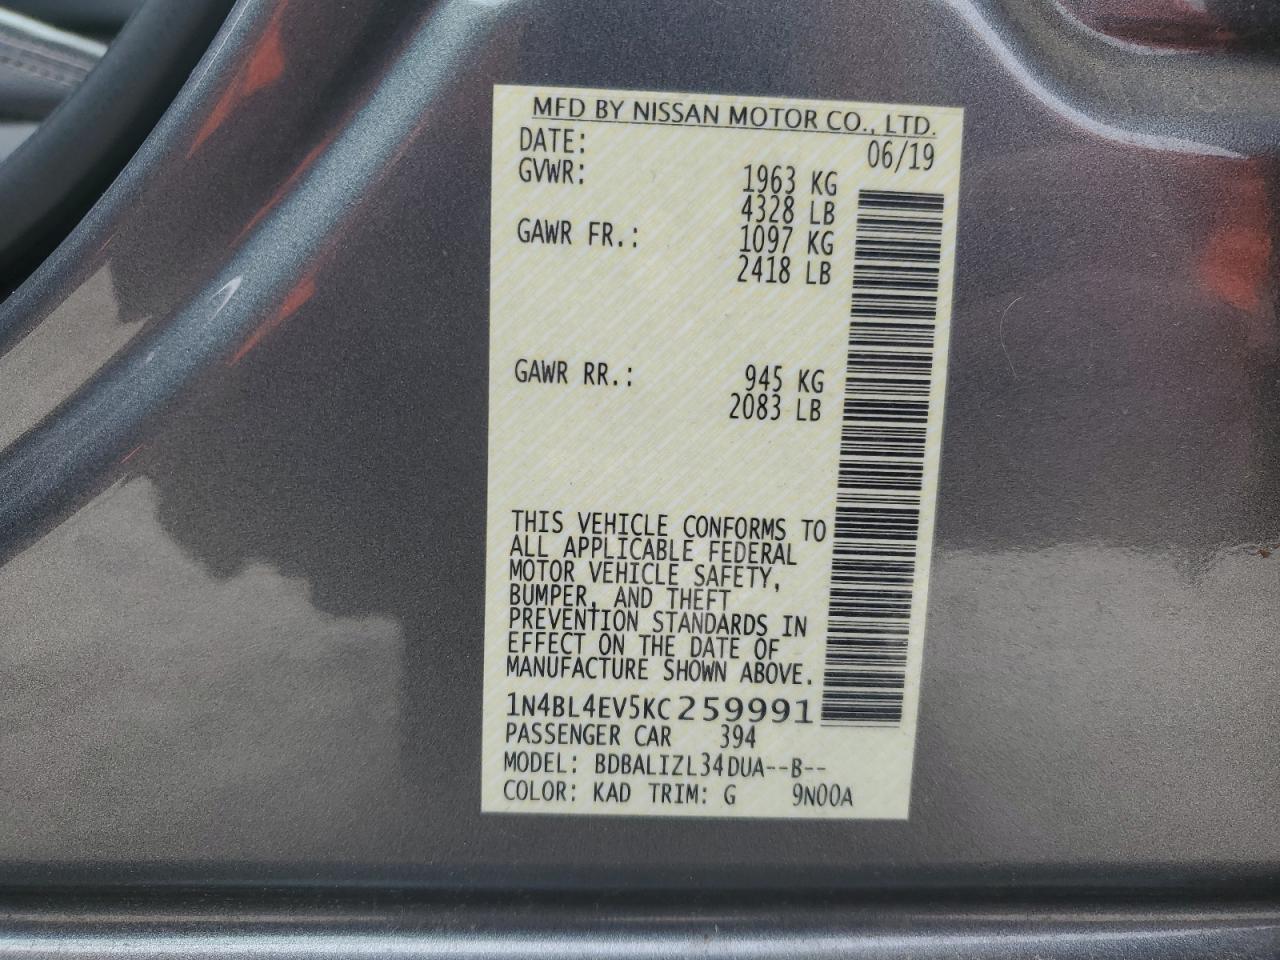 MFD BY NISSAN MOTOR CO., LTD.
DATE: 06/19
GVWR: 1963 KG
4328 LB
GAWR FR.: 1097 KG
2418 LB
GAWR RR.: 945 KG
2083 LB
THIS VEHICLE CONFORMS TO
ALL APPLICABLE FEDERAL
MOTOR VEHICLE SAFETY,
BUMPER, AND THEFT
PREVENTION STANDARDS IN
EFFECT ON THE DATE OF
MANUFACTURE SHOWN ABOVE.
1N4BL4EV5KC259991
PASSENGER CAR 394
MODEL: BDBALIZL34DUA--B--
COLOR: KAD TRIM: G 9N00A